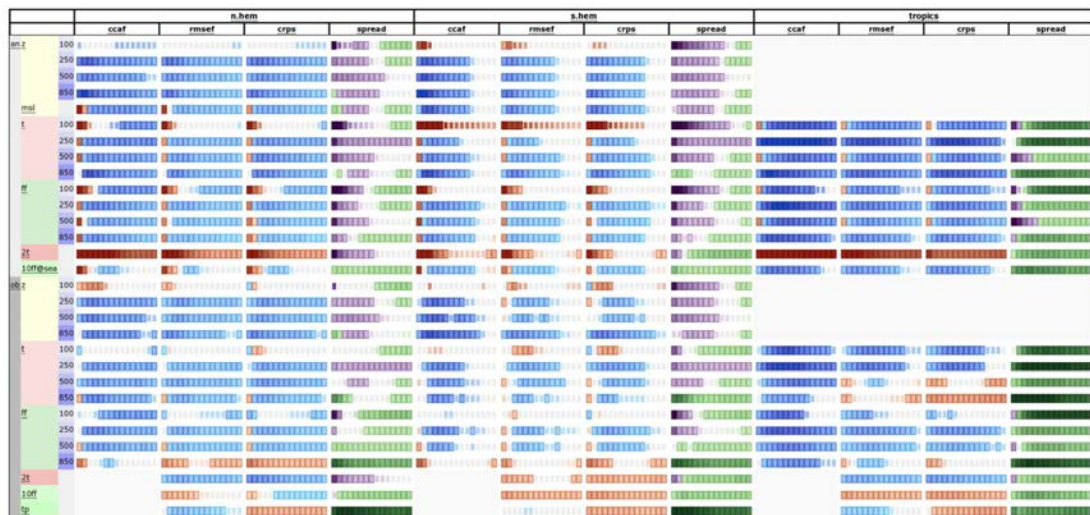 n.hem s.hem tropics
ccaf rmsef crps spread ccaf rmsef crps spread ccaf rmsef crps spread
an z 100
250
500
850
msl
t 100
250
500
850
ff 100
250
500
850
2t
10ff@sea
ob z 100
250
500
850
t 100
250
500
850
ff 100
250
500
850
2t
10ff
tp